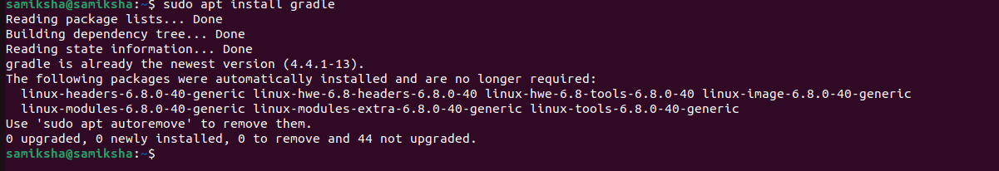 samiksha@samiksha:~$ sudo apt install gradle
Reading package lists... Done
Building dependency tree... Done
Reading state information... Done
gradle is already the newest version (4.4.1-13).
The following packages were automatically installed and are no longer required:
  linux-headers-6.8.0-40-generic linux-hwe-6.8-headers-6.8.0-40 linux-hwe-6.8-tools-6.8.0-40 linux-image-6.8.0-40-generic
  linux-modules-6.8.0-40-generic linux-modules-extra-6.8.0-40-generic linux-tools-6.8.0-40-generic
Use 'sudo apt autoremove' to remove them.
0 upgraded, 0 newly installed, 0 to remove and 44 not upgraded.
samiksha@samiksha:~$